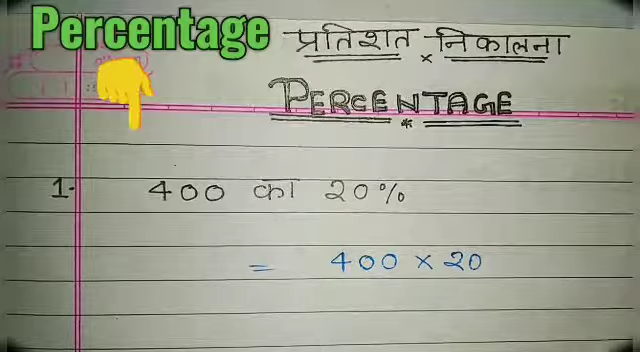 Percentage
प्रतिशत × निकालना
PERCENTAGE
*
1. 400 का 20%
= 400 × 20